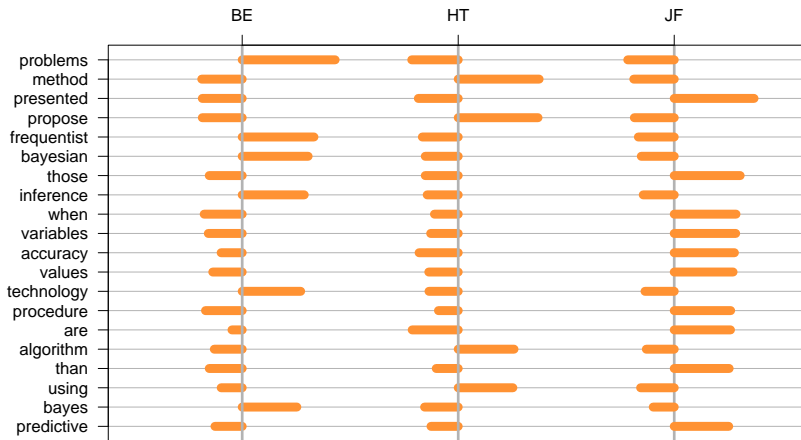 BE HT JF
problems
method
presented
propose
frequentist
bayesian
those
inference
when
variables
accuracy
values
technology
procedure
are
algorithm
than
using
bayes
predictive